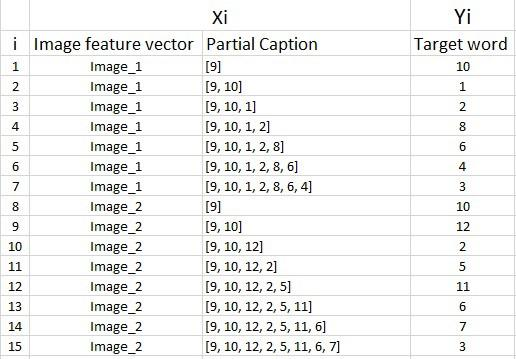 Xi Yi
i Image feature vector Partial Caption Target word
1 Image_1 [9] 10
2 Image_1 [9, 10] 1
3 Image_1 [9, 10, 1] 2
4 Image_1 [9, 10, 1, 2] 8
5 Image_1 [9, 10, 1, 2, 8] 6
6 Image_1 [9, 10, 1, 2, 8, 6] 4
7 Image_1 [9, 10, 1, 2, 8, 6, 4] 3
8 Image_2 [9] 10
9 Image_2 [9, 10] 12
10 Image_2 [9, 10, 12] 2
11 Image_2 [9, 10, 12, 2] 5
12 Image_2 [9, 10, 12, 2, 5] 11
13 Image_2 [9, 10, 12, 2, 5, 11] 6
14 Image_2 [9, 10, 12, 2, 5, 11, 6] 7
15 Image_2 [9, 10, 12, 2, 5, 11, 6, 7] 3